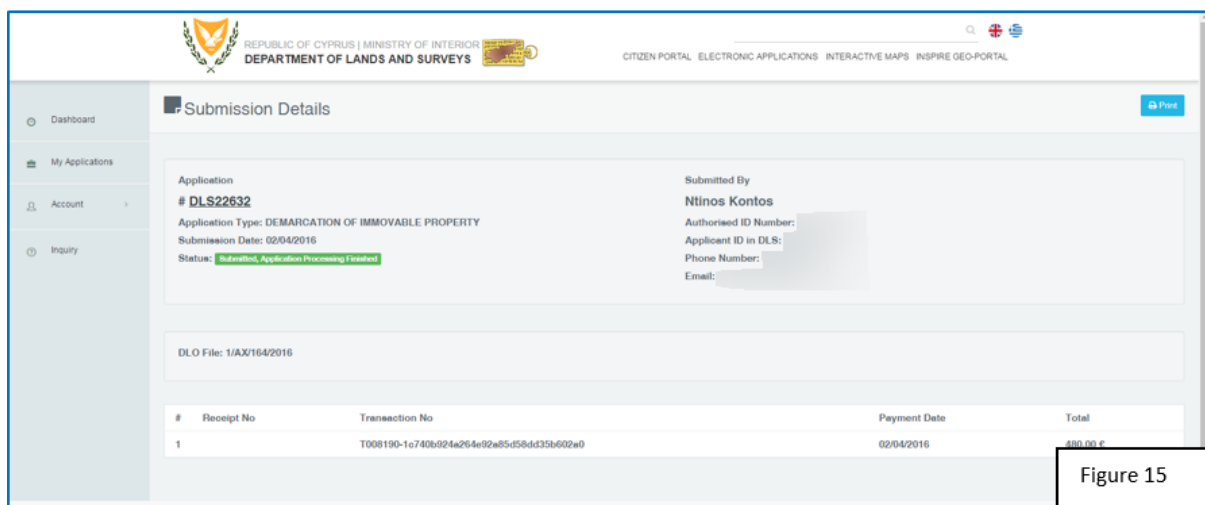 REPUBLIC OF CYPRUS | MINISTRY OF INTERIOR
DEPARTMENT OF LANDS AND SURVEYS
CITIZEN PORTAL ELECTRONIC APPLICATIONS INTERACTIVE MAPS INSPIRE GEO-PORTAL
Dashboard
My Applications
Account
Inquiry
Submission Details
Print
Application
# DLS22632
Application Type: DEMARCATION OF IMMOVABLE PROPERTY
Submission Date: 02/04/2016
Status: Submitted, Application Processing Finished
Submitted By
Ntinos Kontos
Authorised ID Number:
Applicant ID in DLS:
Phone Number:
Email:
DLO File: 1/AX/164/2016
# Receipt No Transaction No Payment Date Total
1 T008190-1c740b924a264e92a85d58dd35b602a0 02/04/2016 480.00 €
Figure 15